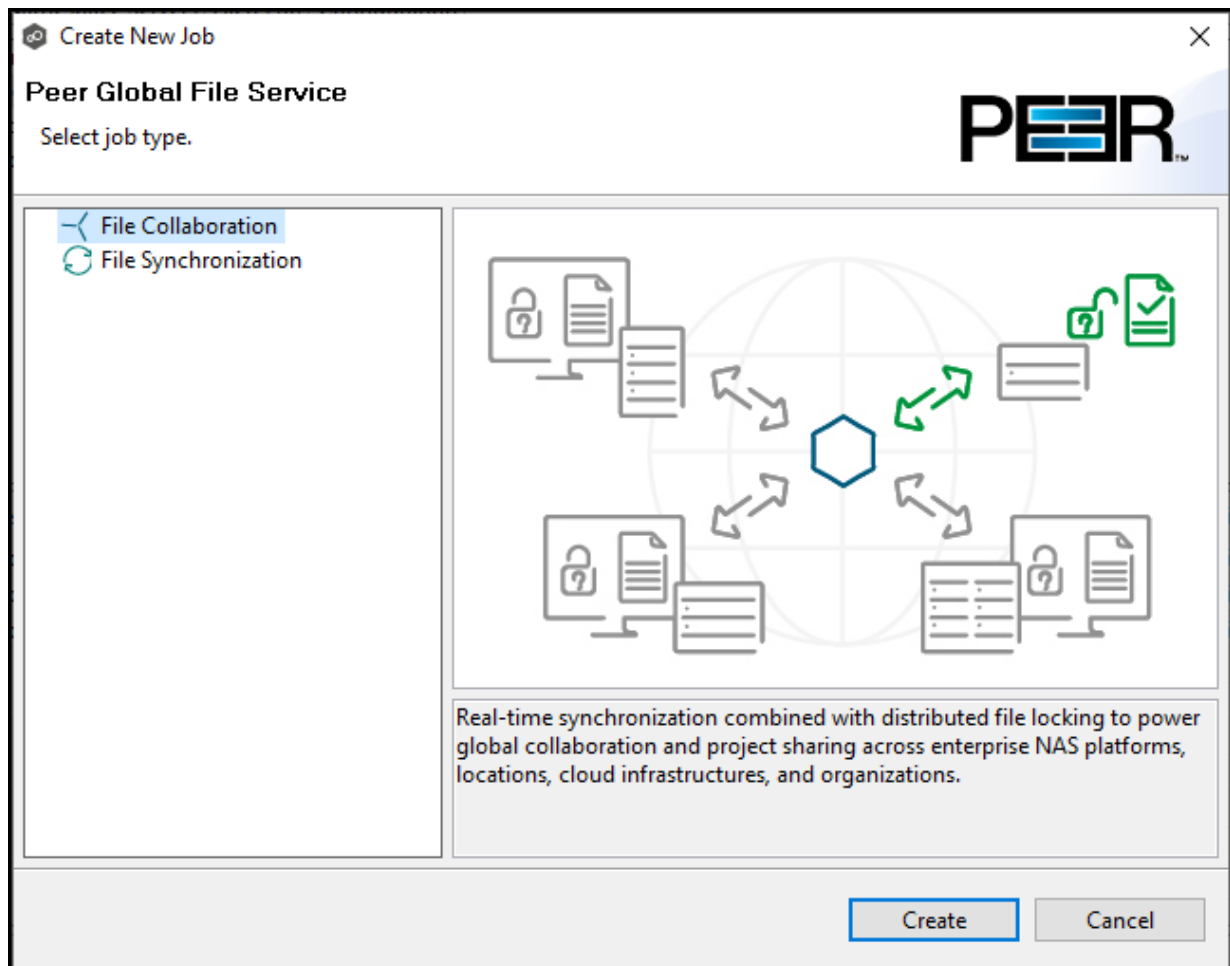 Create New Job
Peer Global File Service
Select job type.
PEER
TM
File Collaboration
File Synchronization
?
?
?
?
?
Real-time synchronization combined with distributed file locking to power
global collaboration and project sharing across enterprise NAS platforms,
locations, cloud infrastructures, and organizations.
Create
Cancel